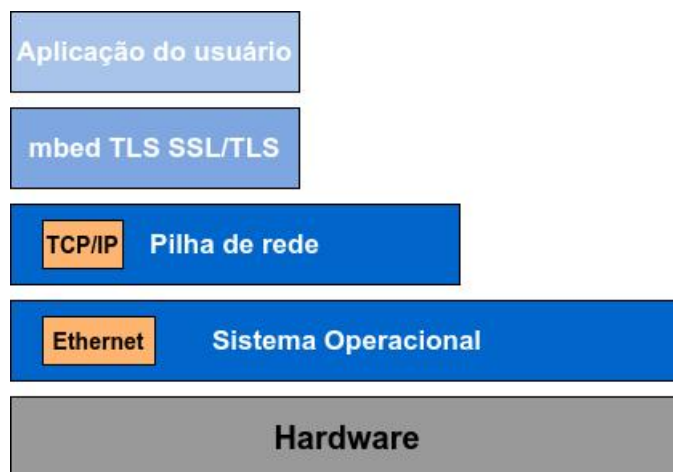 Aplicação do usuário
mbed TLS SSL/TLS
TCP/IP Pilha de rede
Ethernet Sistema Operacional
Hardware